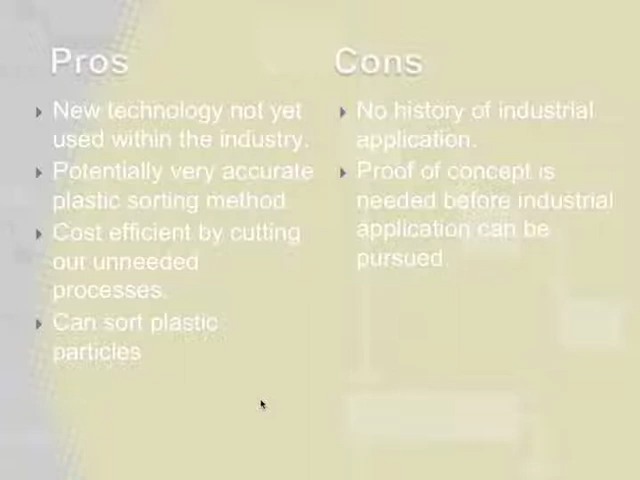 Pros
New technology not yet
used within the industry.
Potentially very accurate
plastic sorting method
Cost efficient by cutting
out unneeded
processes.
Can sort plastic
particles
Cons
No history of industrial
application.
Proof of concept is
needed before industrial
application can be
pursued.